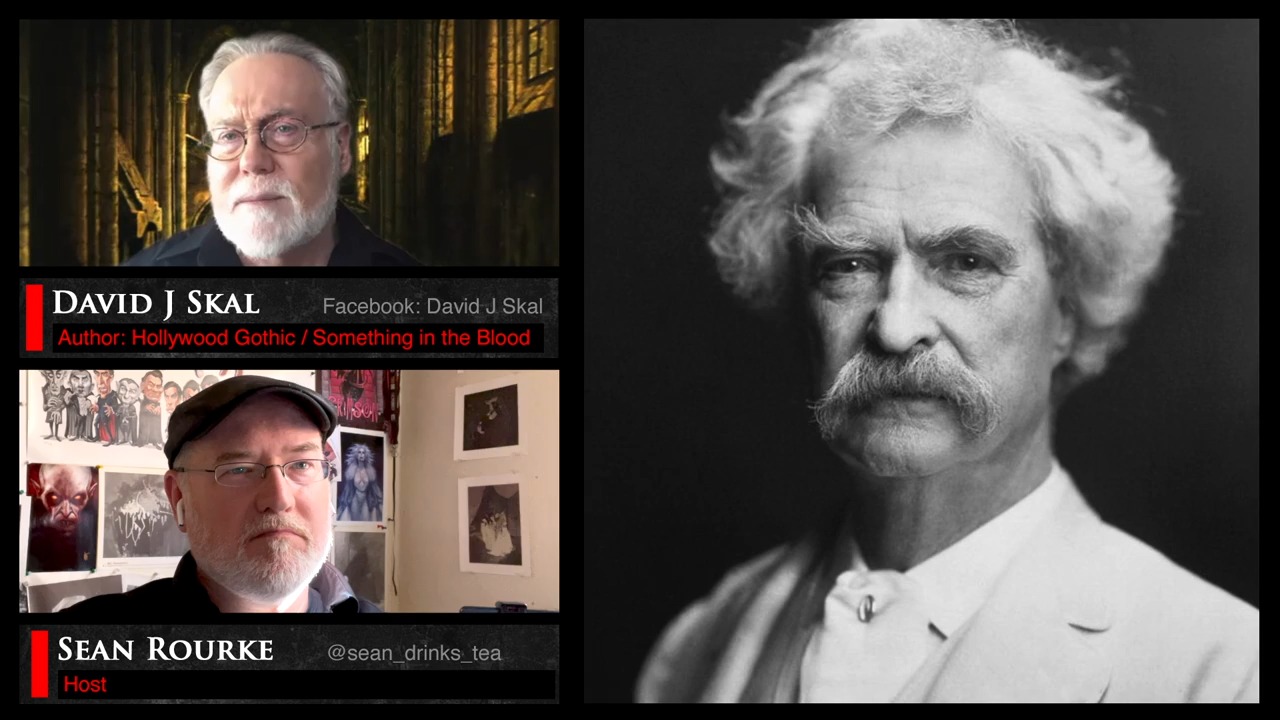 DAVID J SKAL
Facebook: David J Skal
Author: Hollywood Gothic / Something in the Blood
SEAN ROURKE
@sean_drinks_tea
Host